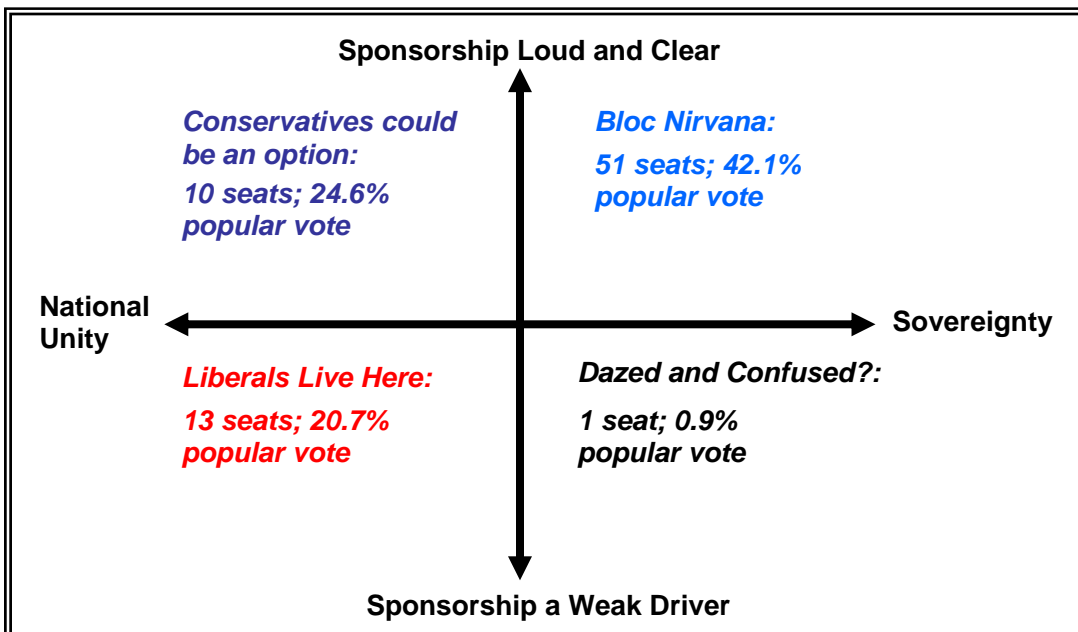 Sponsorship Loud and Clear
Conservatives could
be an option:
10 seats; 24.6%
popular vote
Bloc Nirvana:
51 seats; 42.1%
popular vote
National
Unity
Sovereignty
Liberals Live Here:
13 seats; 20.7%
popular vote
Dazed and Confused?:
1 seat; 0.9%
popular vote
Sponsorship a Weak Driver